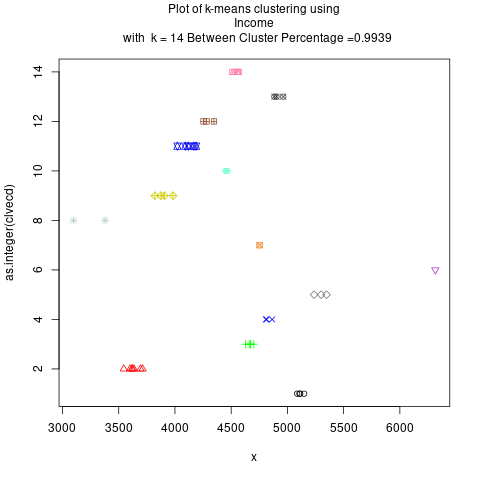 Plot of k-means clustering using
Income
with k = 14 Between Cluster Percentage =0.9939
as.integer(clvecd)
14
12
10
8
6
4
2
3000 3500 4000 4500 5000 5500 6000
x